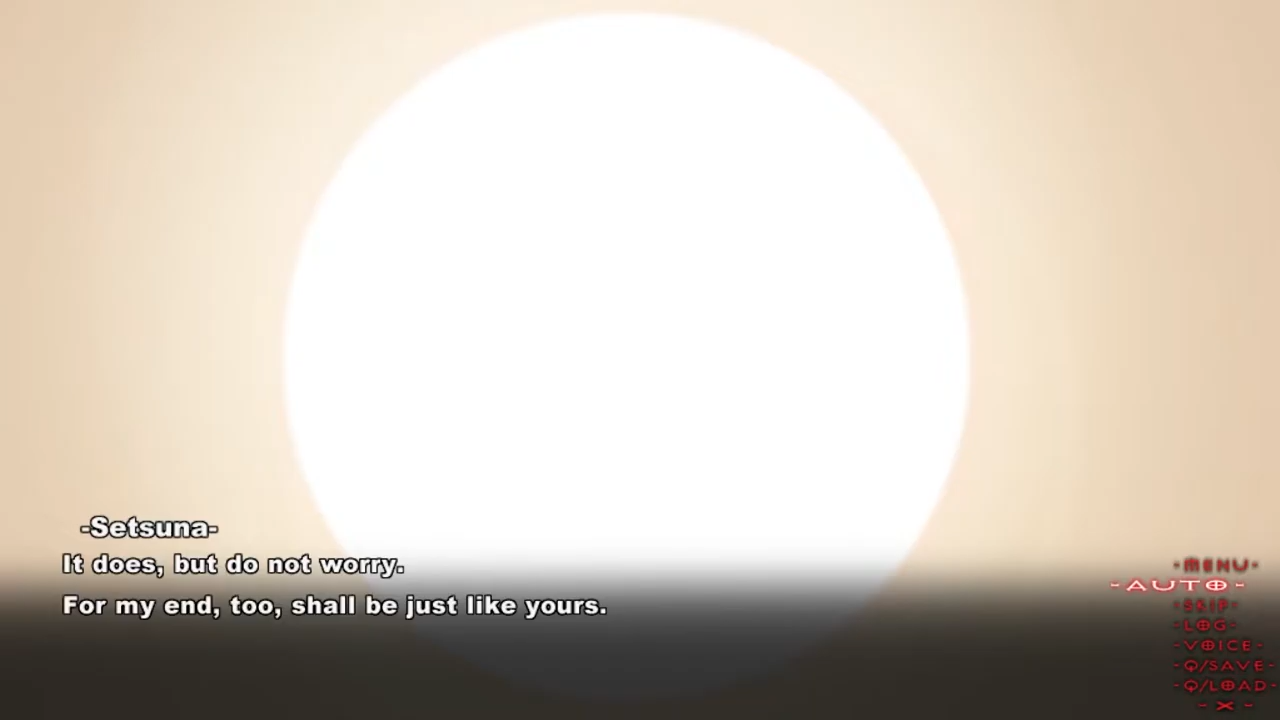 -Setsuna-
It does, but do not worry.
For my end, too, shall be just like yours.
-MENU-
-AUTO-
-SKIP-
-LOG-
-VOICE-
-Q/SAVE-
-Q/LOAD-
-X-